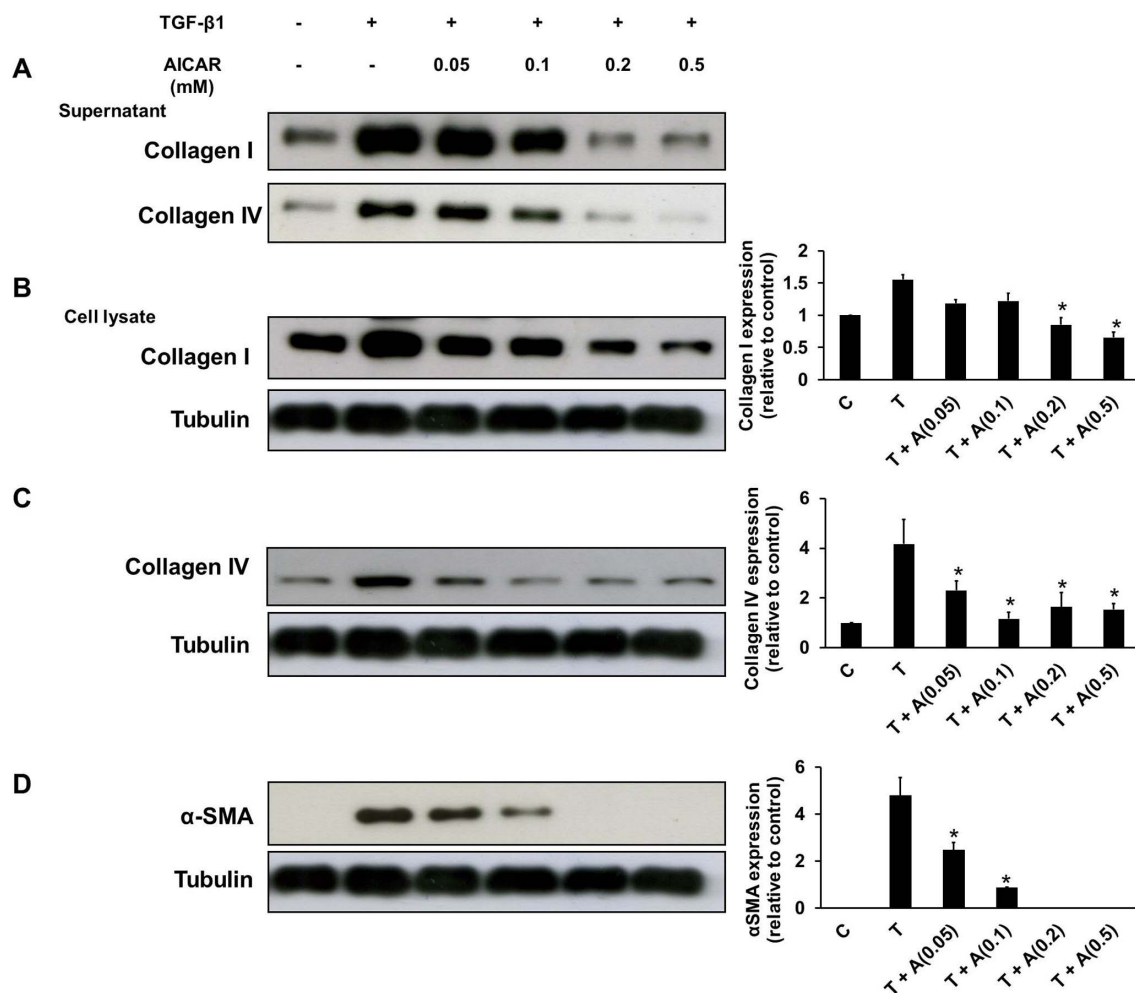 TGF-β1 - + + + + +
A
AICAR - - 0.05 0.1 0.2 0.5
(mM)
Supernatant
Collagen I
Collagen IV
B
Cell lysate
Collagen I
Tubulin
Collagen I expression
(relative to control)
2
1.5
1
0.5
0
* *
C T T + A(0.05) T + A(0.1) T + A(0.2) T + A(0.5)
C
Collagen IV
Tubulin
Collagen IV espression
(relative to control)
6
4
2
0
* * * *
C T T + A(0.05) T + A(0.1) T + A(0.2) T + A(0.5)
D
α-SMA
Tubulin
αSMA expression
(relative to control)
6
4
2
0
* *
C T T + A(0.05) T + A(0.1) T + A(0.2) T + A(0.5)